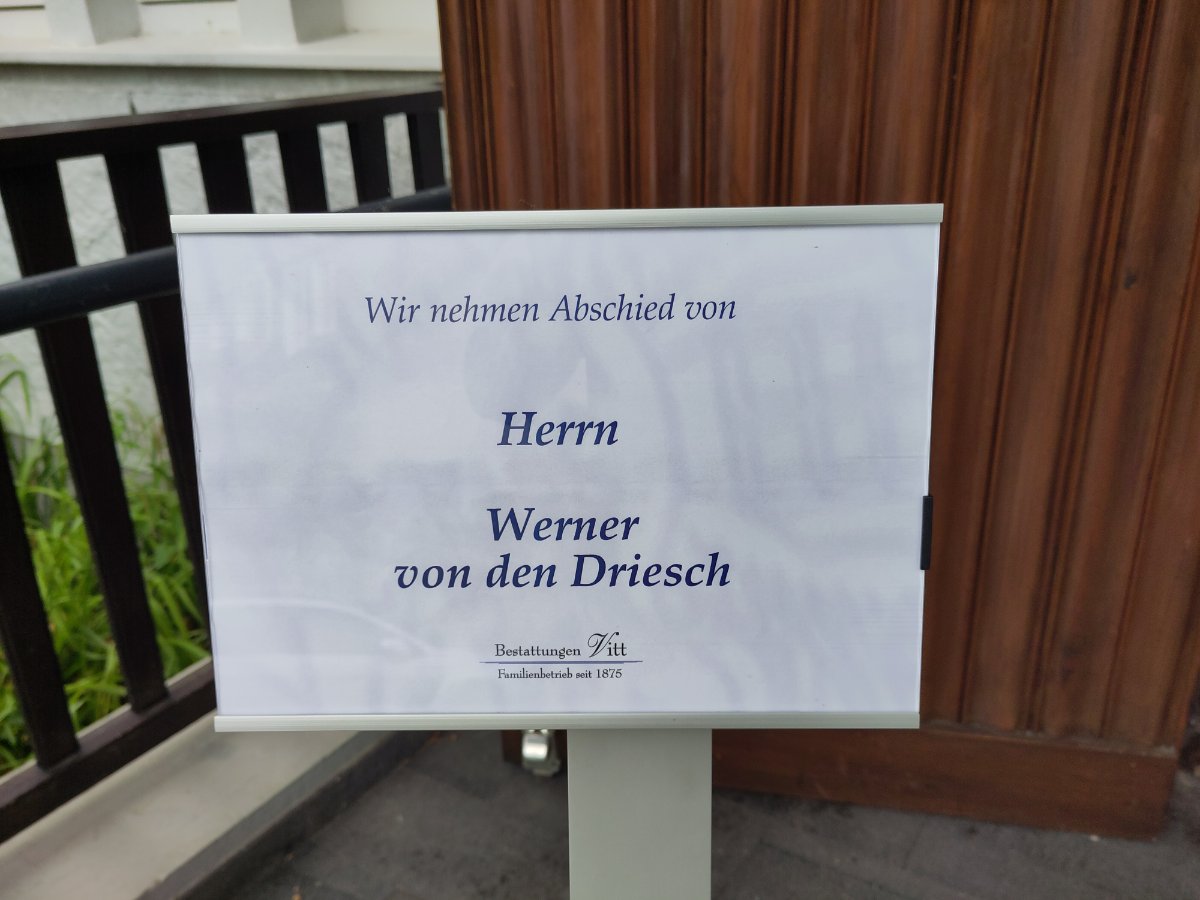 Wir nehmen Abschied von
Herrn
Werner
von den Driesch
Bestattungen Vitt
Familienbetrieb seit 1875